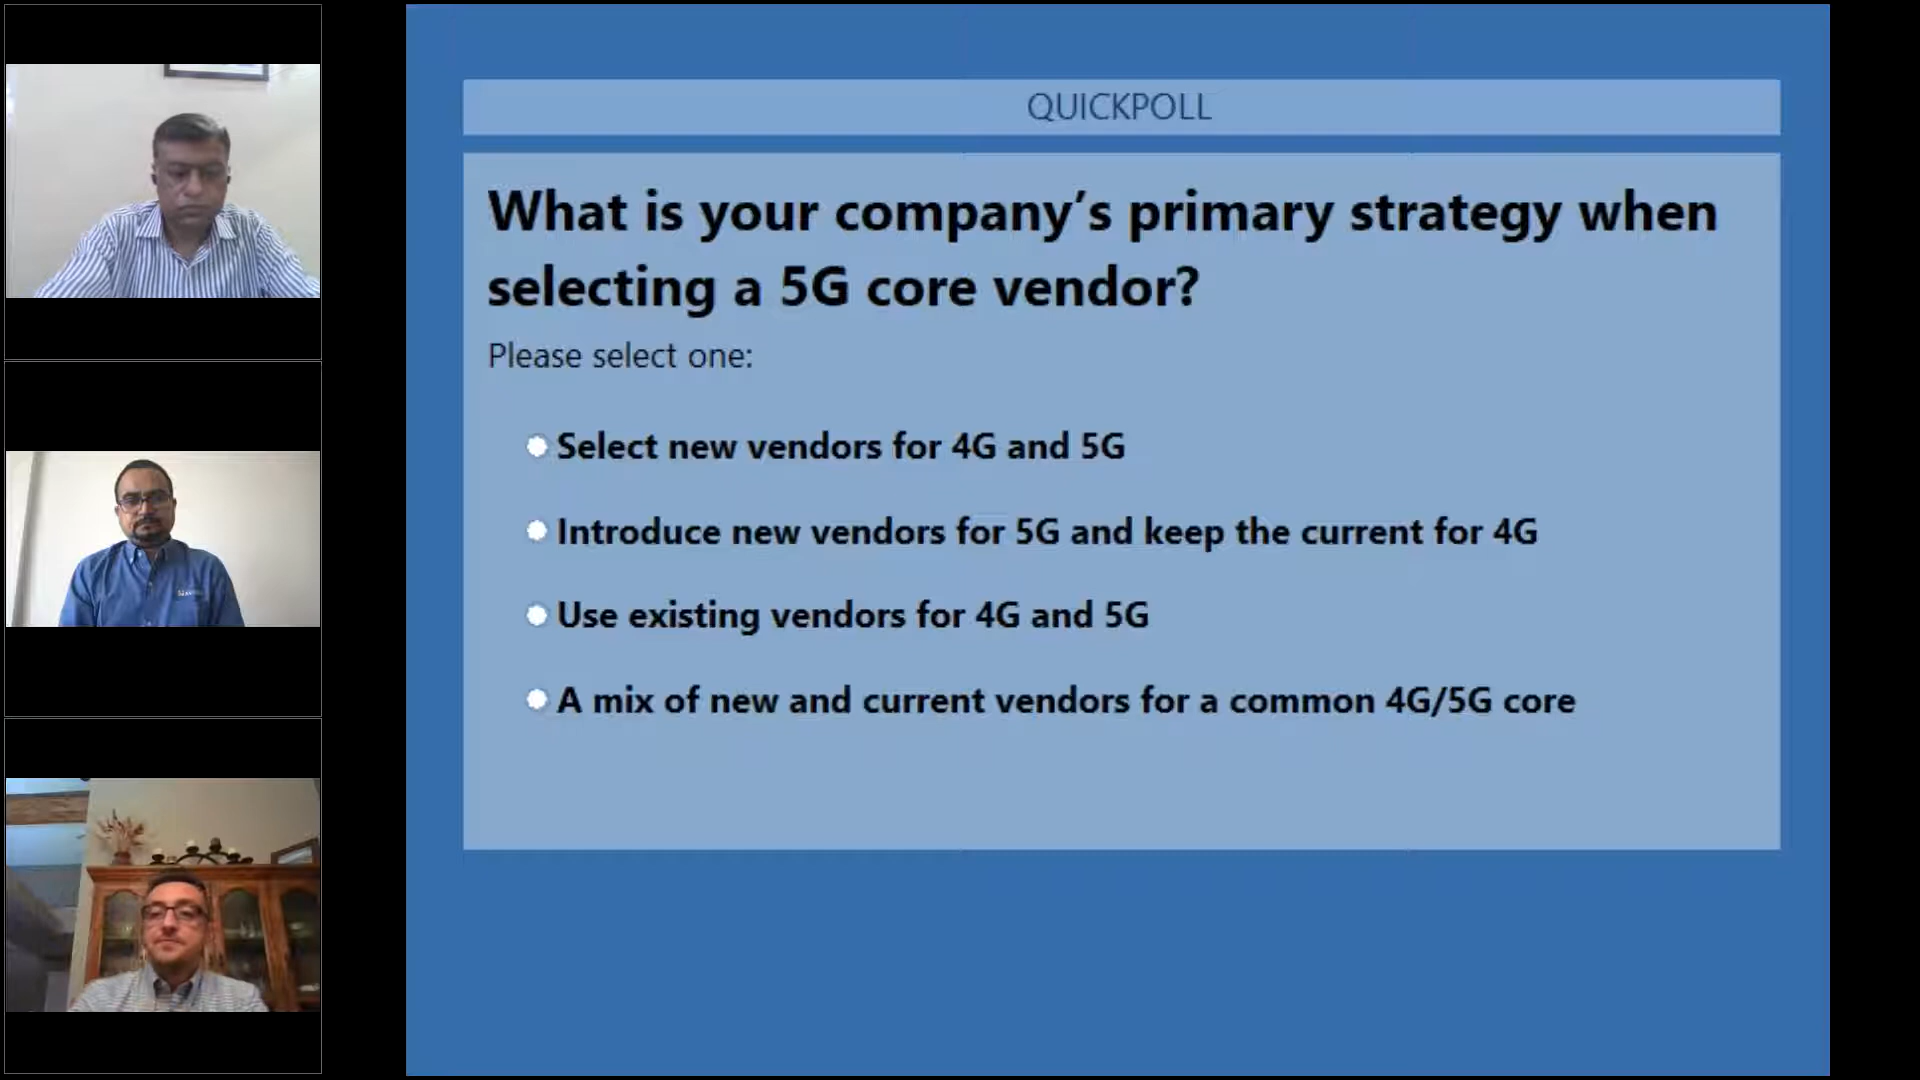 QUICKPOLL
What is your company’s primary strategy when
selecting a 5G core vendor?
Please select one:
Select new vendors for 4G and 5G
Introduce new vendors for 5G and keep the current for 4G
Use existing vendors for 4G and 5G
A mix of new and current vendors for a common 4G/5G core